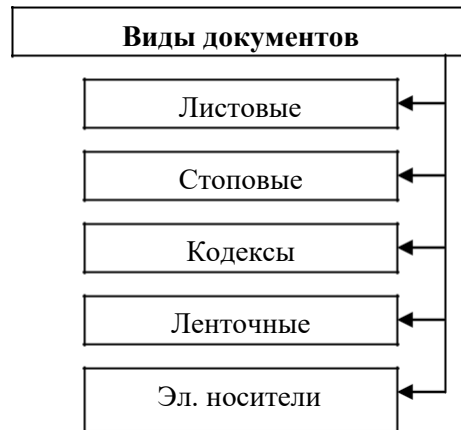 Виды документов
Листовые
Стоповые
Кодексы
Ленточные
Эл. носители